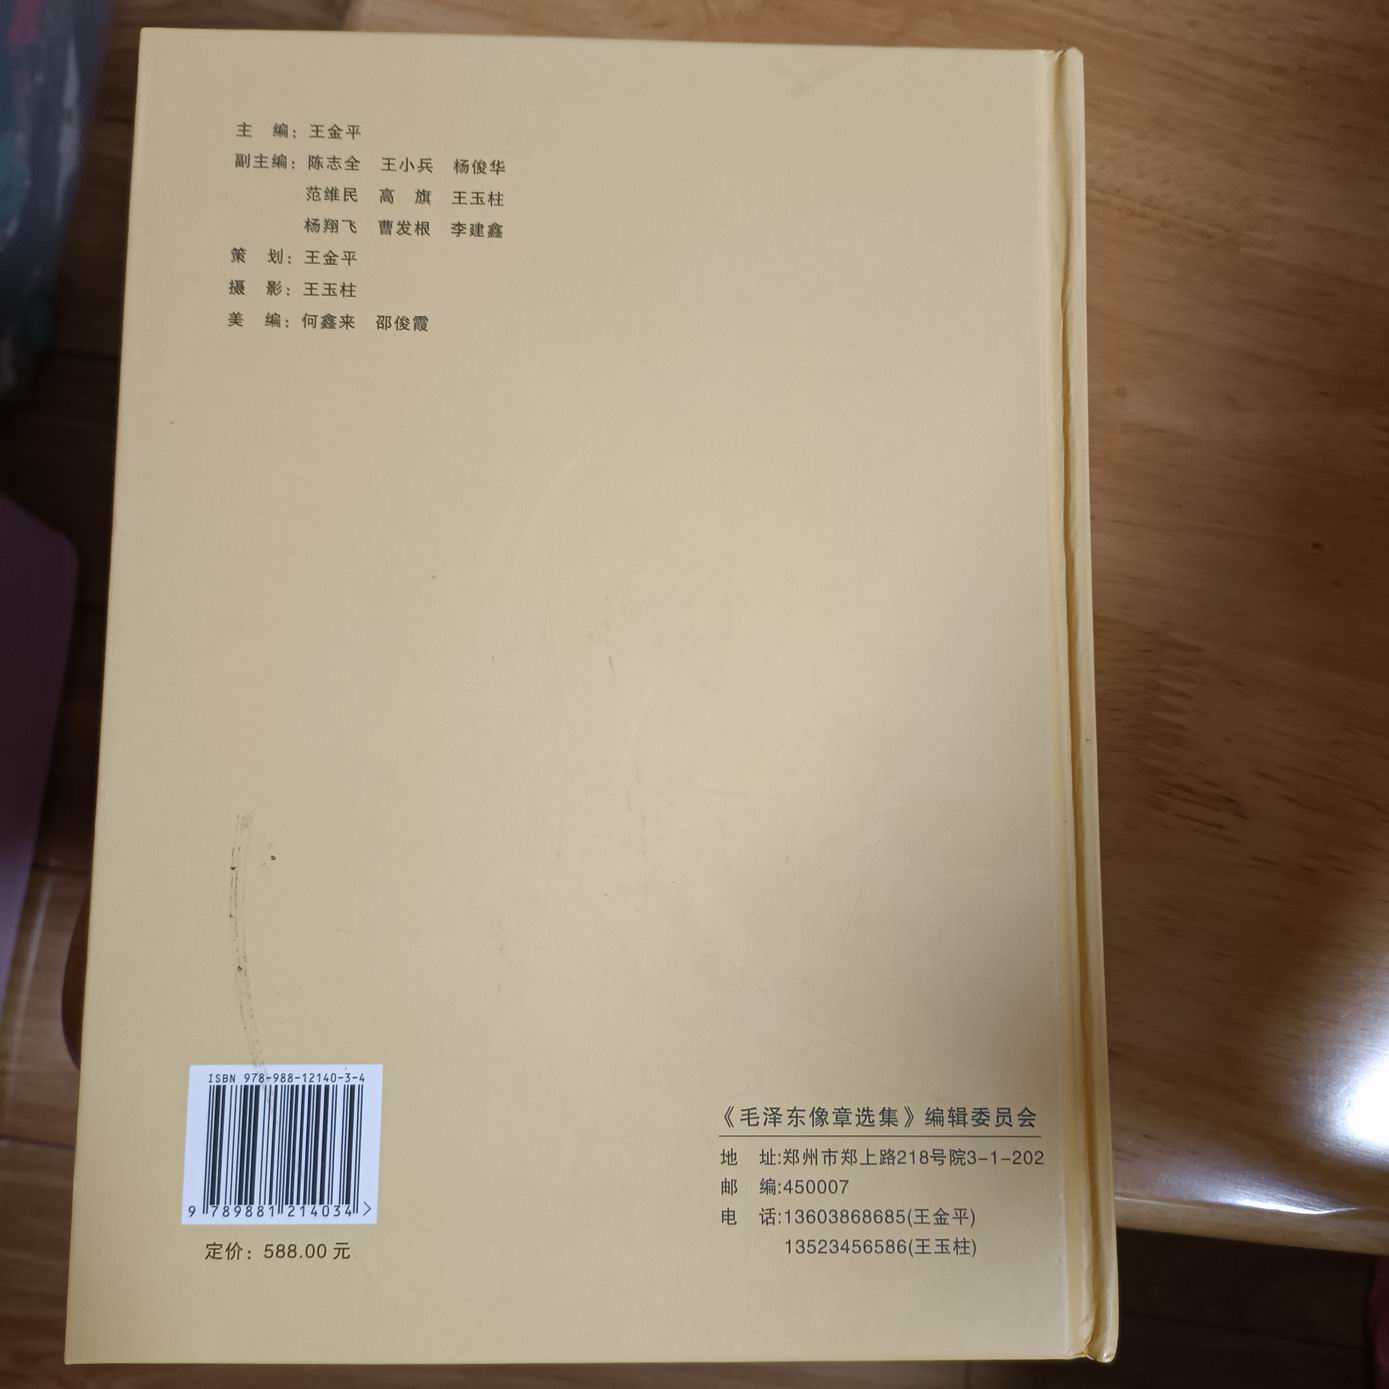 主　编：王金平
副主编：陈志全　王小兵　杨俊华
范维民　高　旗　王玉柱
杨翔飞　曹发根　李建鑫
策　划：王金平
摄　影：王玉柱
美　编：何鑫来　邵俊霞
ISBN 978-988-12140-3-4
9 789881 214034 >
定价：588.00 元
《毛泽东像章选集》编辑委员会
地　址:郑州市郑上路218号院3-1-202
邮　编:450007
电　话:13603868685(王金平)
13523456586(王玉柱)